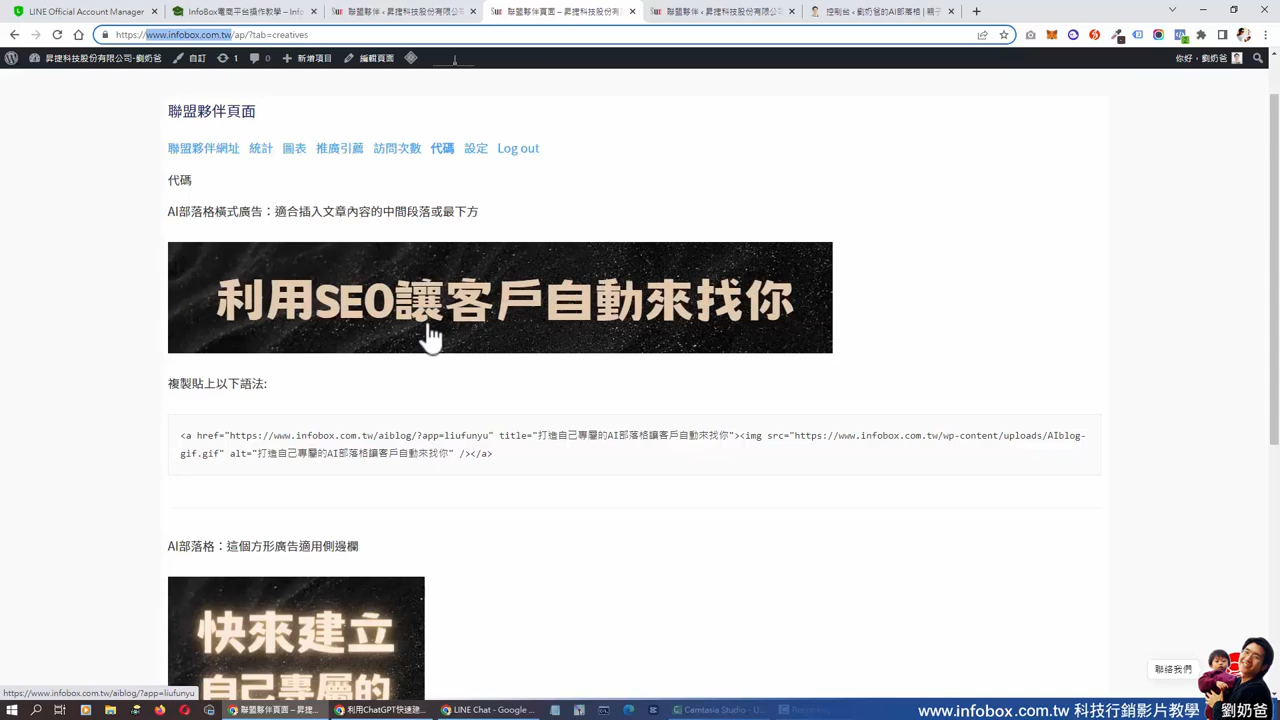 LINE Official Account Manager
InfoBox電商平台操作教學 – Info
聯盟夥伴 – 昇捷科技股份有限公司
聯盟夥伴頁面 – 昇捷科技股份有限
聯盟夥伴 – 昇捷科技股份有限公司
控制台 ‹ 劉奶爸的AI部落格 | 親子
https://www.infobox.com.tw/ap/?tab=creatives
昇捷科技股份有限公司-劉奶爸
自訂
1
0
新增項目
編輯頁面
你好，劉奶爸
聯盟夥伴頁面
聯盟夥伴網址 統計 圖表 推廣引薦 訪問次數 代碼 設定 Log out
代碼
AI部落格橫式廣告：適合插入文章內容的中間段落或最下方
利用SEO讓客戶自動來找你
複製貼上以下語法:
<a href="https://www.infobox.com.tw/aiblog/?app=liufunyu" title="打造自己專屬的AI部落格讓客戶自動來找你"><img src="https://www.infobox.com.tw/wp-content/uploads/AIblog-
gif.gif" alt="打造自己專屬的AI部落格讓客戶自動來找你" /></a>
AI部落格：這個方形廣告適用側邊欄
快來建立
自己專屬的
聯絡我們
https://www.infobox.com.tw/aiblog/?app=liufunyu
聯盟夥伴頁面 – 昇捷...
利用ChatGPT快速建...
LINE Chat - Google ...
Camtasia Studio - U...
Recording...
www.infobox.com.tw 科技行銷影片教學
劉奶爸